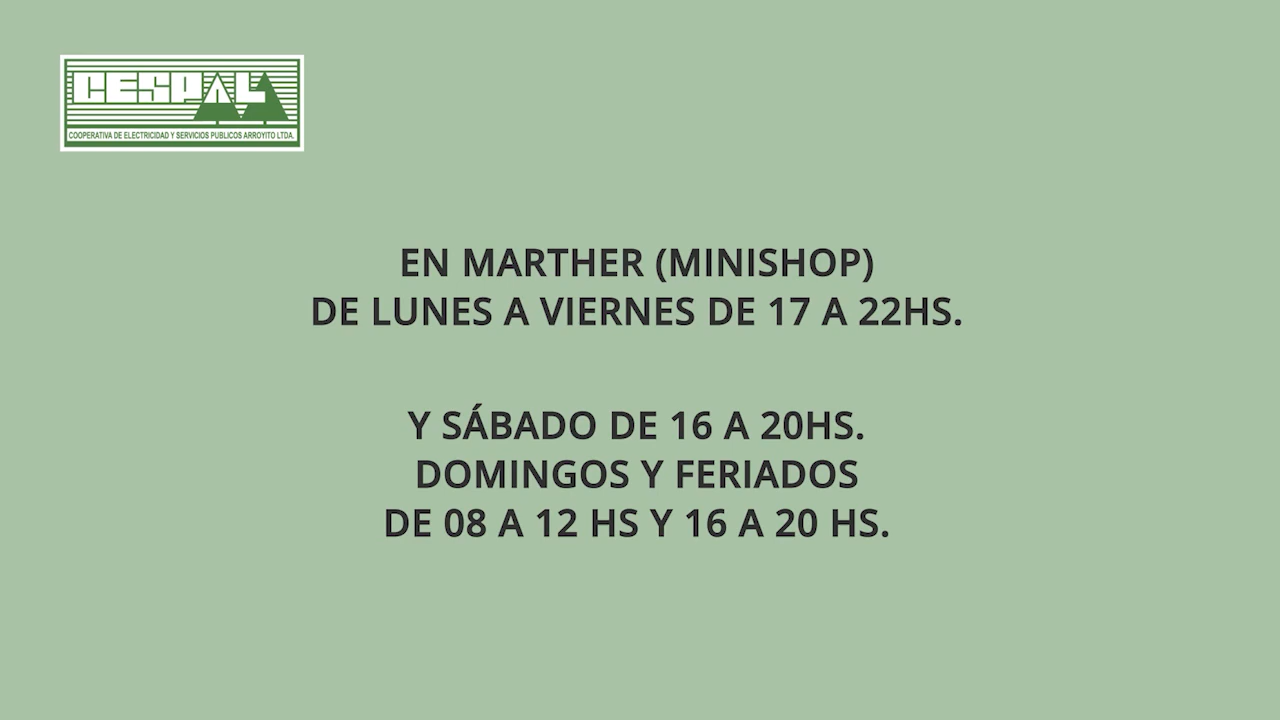 CESPAL
COOPERATIVA DE ELECTRICIDAD Y SERVICIOS PUBLICOS ARROYITO LTDA.
EN MARTHER (MINISHOP)
DE LUNES A VIERNES DE 17 A 22HS.
Y SÁBADO DE 16 A 20HS.
DOMINGOS Y FERIADOS
DE 08 A 12 HS Y 16 A 20 HS.